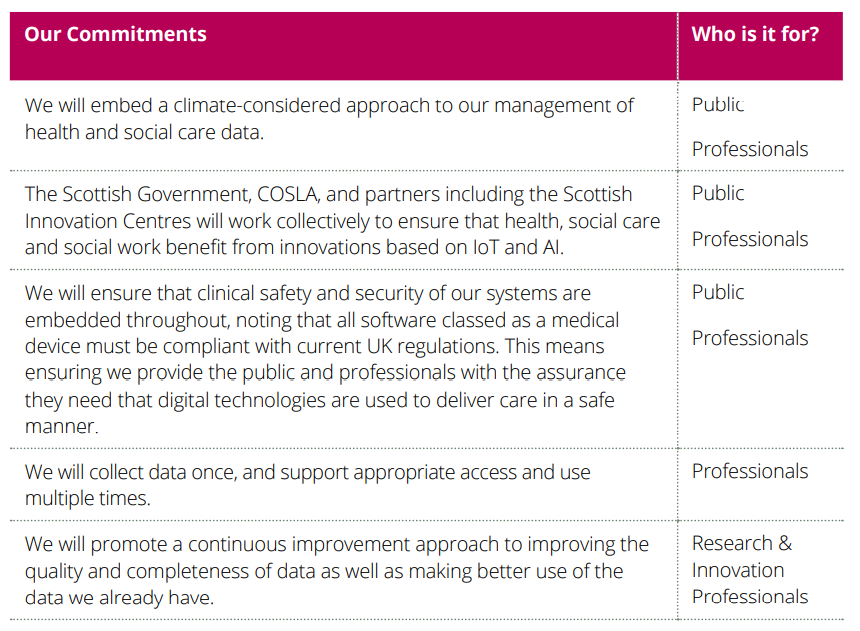 Our Commitments
Who is it for?
We will embed a climate-considered approach to our management of
health and social care data.
Public
Professionals
The Scottish Government, COSLA, and partners including the Scottish
Innovation Centres will work collectively to ensure that health, social care
and social work benefit from innovations based on IoT and AI.
Public
Professionals
We will ensure that clinical safety and security of our systems are
embedded throughout, noting that all software classed as a medical
device must be compliant with current UK regulations. This means
ensuring we provide the public and professionals with the assurance
they need that digital technologies are used to deliver care in a safe
manner.
Public
Professionals
We will collect data once, and support appropriate access and use
multiple times.
Professionals
We will promote a continuous improvement approach to improving the
quality and completeness of data as well as making better use of the
data we already have.
Research &
Innovation
Professionals